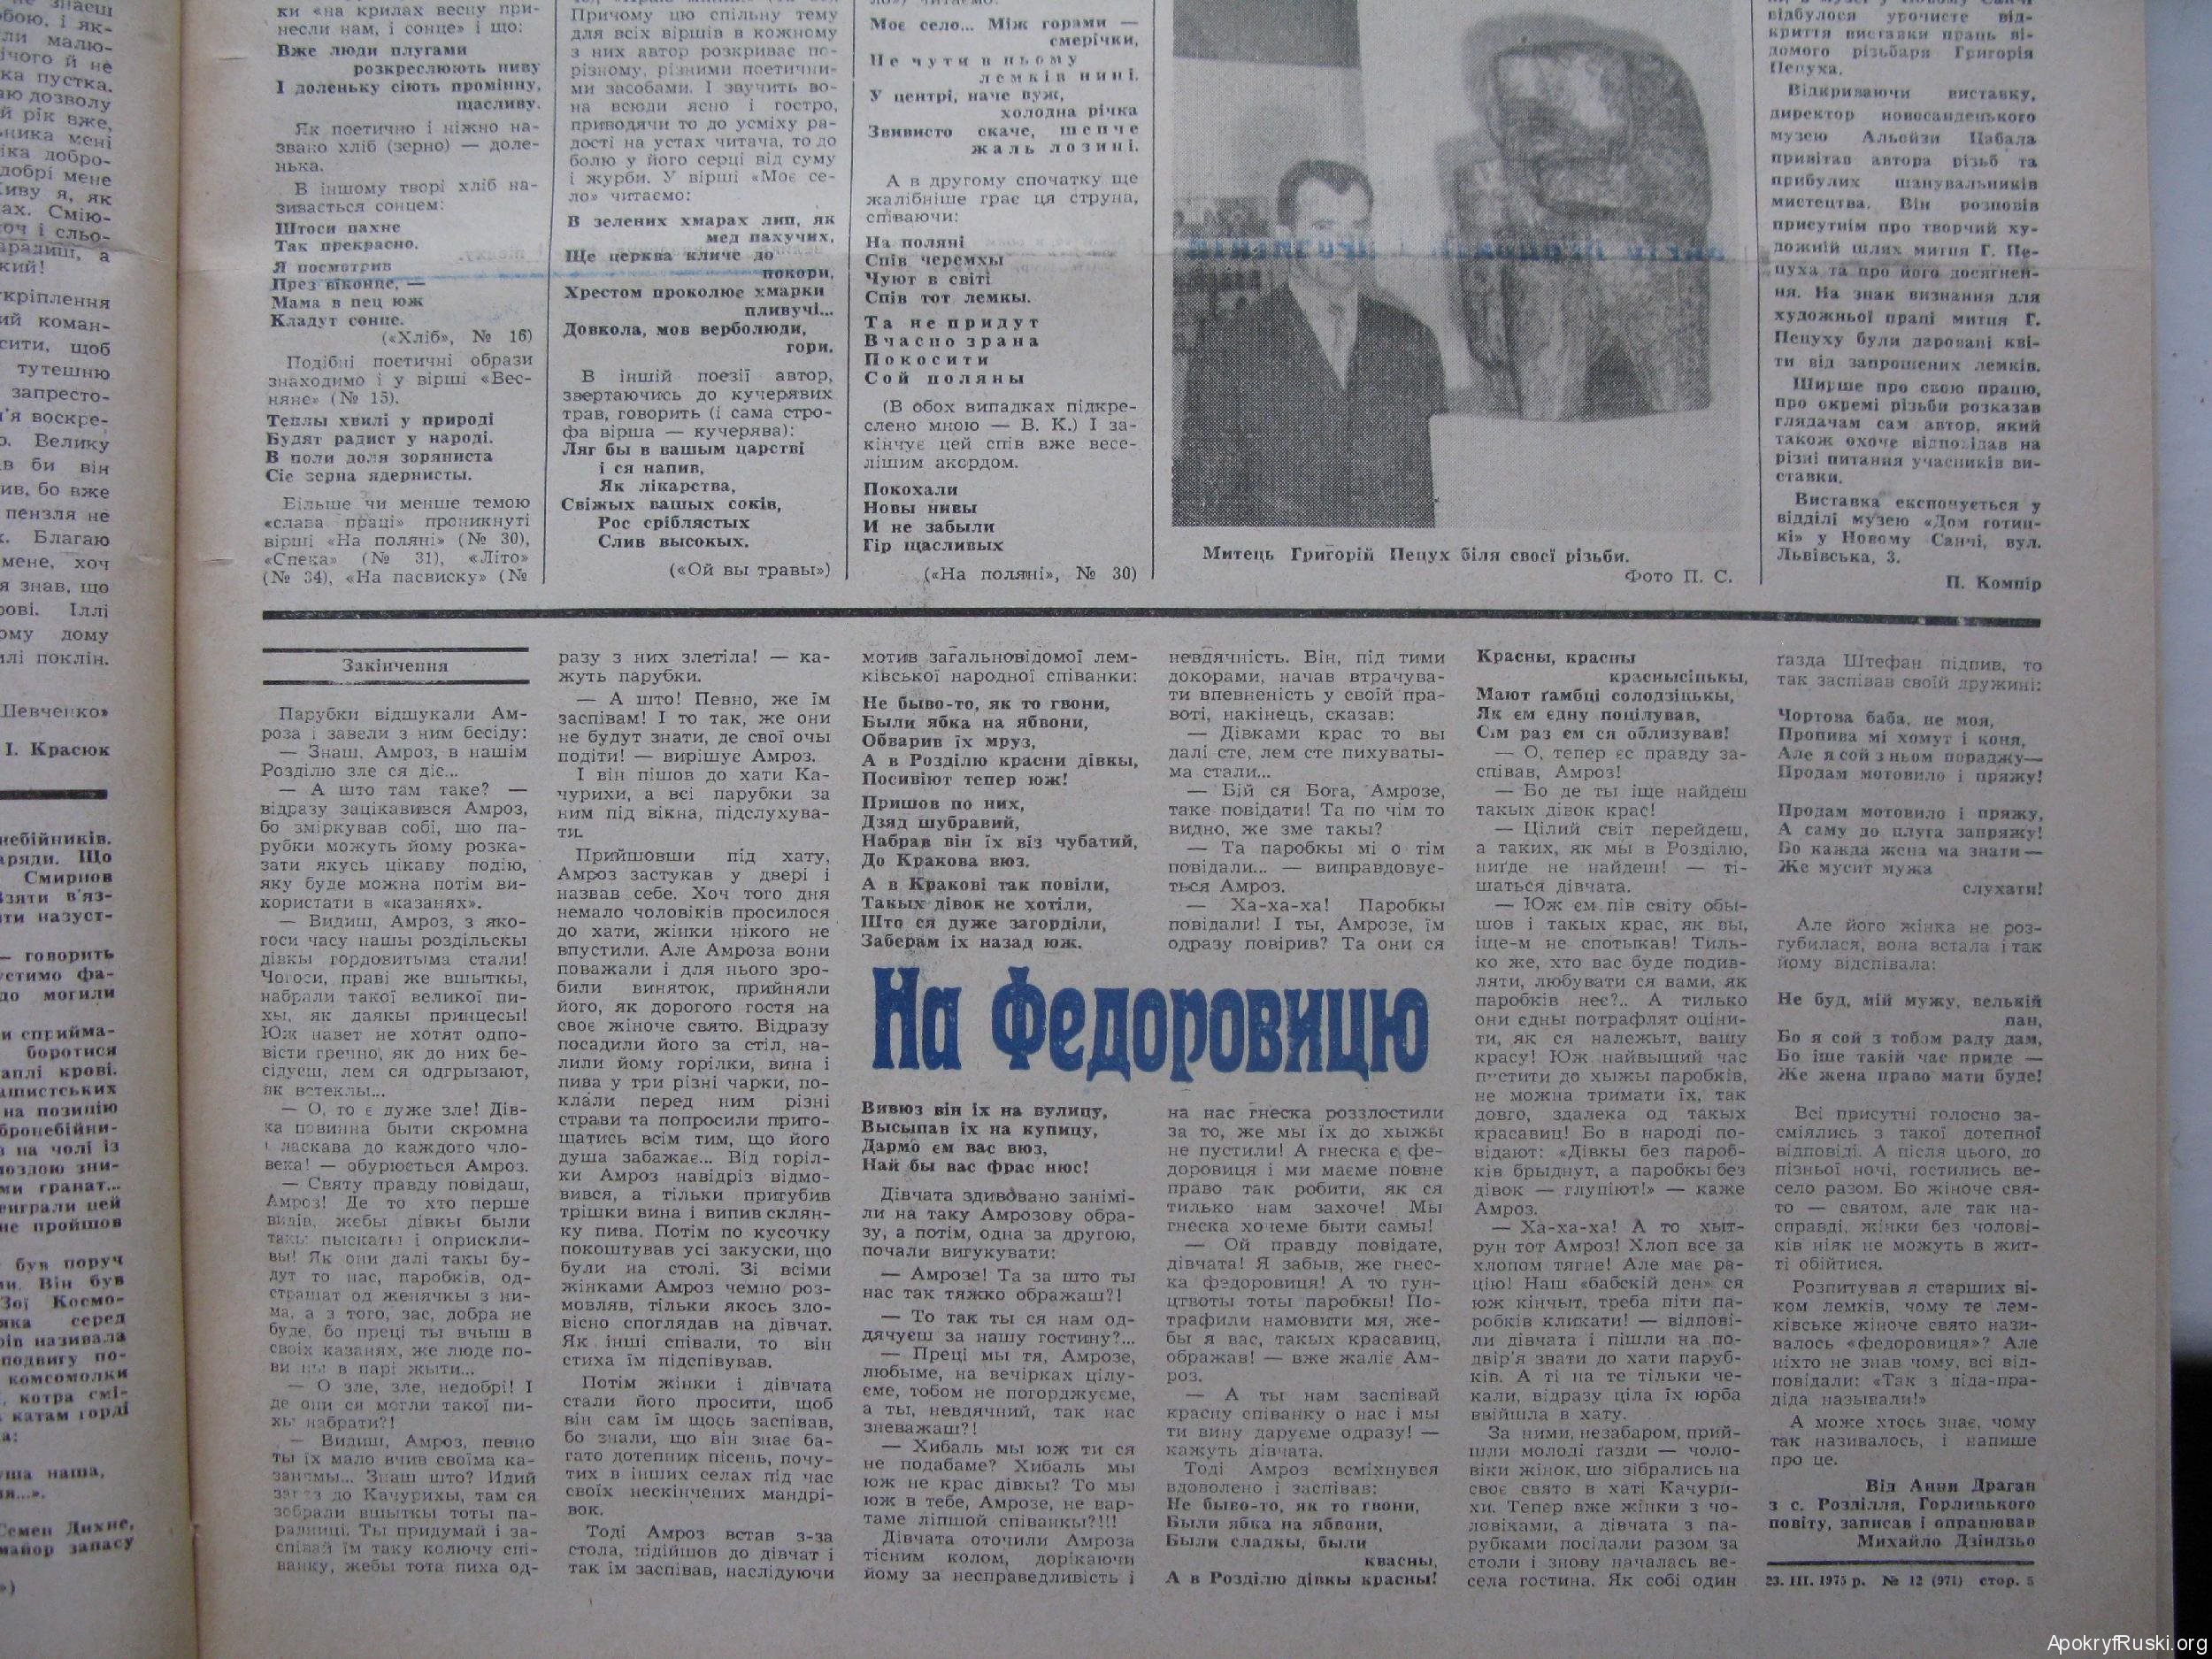 ки «на крилах весну при-
несли нам, і сонце» і що:
Вже люди плугами
розкреслюють ниву
І доленьку сіють промінну,
щасливу.
Як поетично і ніжно на-
звано хліб (зерно) — доле-
нька.
В іншому творі хліб на-
зивається сонцем:
Штоси пахне
Так прекрасно.
Я посмотрив
През віконце, —
Мама в пец юж
Кладут сонце.
(«Хліб», № 16)
Подібні поетичні образи
знаходимо і у вірші «Вес-
няне» (№ 15).
Теплы хвилі у природі
Будят радист у народі.
В поли доля зоряниста
Сіє зерна ядернисты.
Більше чи менше темою
«слава праці» проникнуті
вірші «На поляні» (№ 30),
«Спека» (№ 31), «Літо»
(№ 34), «На пасвиску» (№
Причому цю спільну тему
для всіх віршів в кожному
з них автор розкриває по-
різному, різними поетични-
ми засобами. І звучить во-
на всюди ясно і гостро,
приводячи то до усміху ра-
дості на устах читача, то до
болю у його серці від суму
і журби. У вірші «Моє се-
ло» читаємо:
В зелених хмарах лип, як
мед пахучих,
Ще церква кличе до
покори,
Хрестом проколює хмарки
пливучі...
Довкола, мов верболюди,
гори.
В іншій поезії автор,
звертаючись до кучерявих
трав, говорить (і сама стро-
фа вірша — кучерява):
Ляг бы в вашым царстві
і ся напив,
Як лікарства,
Свіжых вашых соків,
Рос сріблястых
Слив высокых.
(«Ой вы травы»)
Моє село... Між горами —
смерічки,
Не чути в ньому
лемків нині.
У центрі, наче вуж,
холодна річка
Звивисто скаче, шепче
жаль лозині.
А в другому спочатку ще
жалібніше грає ця струна,
співаючи:
На поляні
Спів черемхы
Чуют в світі
Спів тот лемкы.
Та не придут
Вчасно зрана
Покосити
Сой поляны
(В обох випадках підкре-
слено мною — В. К.) І за-
кінчує цей спів вже весе-
лішим акордом.
Покохали
Новы нивы
И не забыли
Гір щасливых
(«На поляні», № 30)
Митець Григорій Пецух біля своєї різьби.
Фото П. С.
відбулося урочисте від-
криття виставки праць ві-
домого різьбаря Григорія
Пецуха.
Відкриваючи виставку,
директор новосанденького
музею Альойзи Цабала
привітав автора різьб та
прибулих шанувальників
мистецтва. Він розповів
присутнім про творчий ху-
дожній шлях митця Г. Пе-
цуха та про його досягнен-
ня. На знак визнання для
художньої праці митця Г.
Пецуху були даровані кві-
ти від запрошених лемків.
Ширше про свою працю,
про окремі різьби розказав
глядачам сам автор, який
також охоче відповідав на
різні питання учасників ви-
ставки.
Виставка експонується у
відділі музею «Дом готиц-
кі» у Новому Санчі, вул.
Львівська, 3.
П. Компір
Закінчення
Парубки відшукали Ам-
роза і завели з ним бесіду:
— Знаш, Амроз, в нашім
Розділю зле ся діє...
— А што там таке? —
відразу зацікавився Амроз,
бо зміркував собі, що па-
рубки можуть йому розка-
зати якусь цікаву подію,
яку буде можна потім ви-
користати в «казанях».
— Видиш, Амроз, з яко-
госи часу нашы роздільскы
дівкы гордовитыма стали!
Чогоси, праві же вшыткы,
набрали такої великої пи-
хы, як даякы принцесы!
Юж навет не хотят одпо-
вісти гречно, як до них бе-
сідуєш, лем ся одгрызают,
як встеклы...
— О, то є дуже зле! Дів-
ка повинна быти скромна
і ласкава до каждого чло-
века! — обурюється Амроз.
— Святу правду повідаш,
Амроз! Де то хто перше
видів, жебы дівкы были
такы пыскаты і оприскли-
вы! Як они далі такы бу-
дут то нас, паробків, од-
страшат од женячкы з ни-
ма, а з того, зас, добра не
буде, бо преці ты вчыш в
своїх казанях, же люде по-
винны в парі жыти...
— О зле, зле, недобрі! І
де они ся могли такої пи-
хы набрати?!
— Видиш, Амроз, певно
ты їх мало вчив своїма ка-
занямы... Знаш што? Идий
зараз до Качурихы, там ся
зобрали вшыткы тоты па-
радниці. Ты придумай і за-
співай їм таку колючу спі-
ванку, жебы тота пиха од-
разу з них злетіла! — ка-
жуть парубки.
— А што! Певно, же їм
заспівам! І то так, же они
не будут знати, де свої очы
подіти! — вирішує Амроз.
І він пішов до хати Ка-
чурихи, а всі парубки за
ним під вікна, підслухува-
ти.
Прийшовши під хату,
Амроз застукав у двері і
назвав себе. Хоч того дня
немало чоловіків просилося
до хати, жінки нікого не
впустили. Але Амроза вони
поважали і для нього зро-
били виняток, прийняли
його, як дорогого гостя на
своє жіноче свято. Відразу
посадили його за стіл, на-
лили йому горілки, вина і
пива у три різні чарки, по-
клали перед ним різні
страви та попросили приго-
щатись всім тим, що його
душа забажає... Від горіл-
ки Амроз навідріз відмо-
вився, а тільки пригубив
трішки вина і випив склян-
ку пива. Потім по кусочку
покоштував усі закуски, що
були на столі. Зі всіми
жінками Амроз чемно роз-
мовляв, тільки якось зло-
вісно споглядав на дівчат.
Як інші співали, то він
стиха їм підспівував.
Потім жінки і дівчата
стали його просити, щоб
він сам їм щось заспівав,
бо знали, що він знає ба-
гато дотепних пісень, почу-
тих в інших селах під час
своїх нескінчених мандрі-
вок.
Тоді Амроз встав з-за
стола, підійшов до дівчат і
так їм заспівав, наслідуючи
мотив загальновідомої лем-
ківської народної співанки:
Не быво-то, як то гвони,
Были ябка на ябвони,
Обварив їх мруз,
А в Розділю красни дівкы,
Посивіют тепер юж!
Пришов по них,
Дзяд шубравий,
Набрав він їх віз чубатий,
До Кракова вюз.
А в Кракові так повіли,
Такых дівок не хотіли,
Што ся дуже загорділи,
Заберам їх назад юж.
На Федоровицю
Вивюз він їх на вулицу,
Высыпав їх на купицу,
Дармо ем вас вюз,
Най бы вас фрас нюс!
Дівчата здивовано занімі-
ли на таку Амрозову обра-
зу, а потім, одна за другою,
почали вигукувати:
— Амрозе! Та за што ты
нас так тяжко ображаш?!
— То так ты ся нам од-
дячуєш за нашу гостину?...
— Преці мы тя, Амрозе,
любыме, на вечірках цілу-
еме, тобом не погорджуєме,
а ты, невдячний, так нас
зневажаш?!
— Хибаль мы юж ти ся
не подабаме? Хибаль мы
юж не крас дівкы? То мы
юж в тебе, Амрозе, не вар-
таме ліпшой співанкы?!!!
Дівчата оточили Амроза
тісним колом, дорікаючи
йому за несправедливість і
невдячність. Він, під тими
докорами, начав втрачува-
ти впевненість у своїй пра-
воті, накінець, сказав:
— Дівками крас то вы
далі сте, лем сте пихуваты-
ма стали...
— Бій ся Бога, Амрозе,
таке повідати! Та по чім то
видно, же зме такы?
— Та паробкы мі о тім
повідали... — виправдовує-
ться Амроз.
— Ха-ха-ха! Паробкы
повідали! І ты, Амрозе, їм
одразу повірив? Та они ся
на нас гнеска роззлостили
за то, же мы їх до хыжы
не пустили! А гнеска є фе-
доровиця і ми маєме повне
право так робити, як ся
тилько нам захоче! Мы
гнеска хочеме быти самы!
— Ой правду повідате,
дівчата! Я забыв, же гнес-
ка федоровиця! А то гун-
цтвоты тоты паробкы! По-
трафили намовити мя, же-
бы я вас, такых красавиц,
ображав! — вже жаліє Ам-
роз.
— А ты нам заспівай
красну співанку о нас і мы
ти вину даруєме одразу! —
кажуть дівчата.
Тоді Амроз всміхнувся
вдоволено і заспівав:
Не быво-то, як то гвони,
Были ябка на ябвони,
Были сладкы, были
квасны,
А в Розділю дівкы красны!
Красны, красны
краснысінькы,
Мают ґамбці солодзіцькы,
Як ем єдну поцілував,
Сім раз ем ся облизував!
— О, тепер єс правду за-
співав, Амроз!
— Бо де ты іще найдеш
такых дівок крас!
— Цілий світ перейдеш,
а таких, як мы в Розділю,
ниґде не найдеш! — ті-
шаться дівчата.
— Юж ем пів світу обы-
шов і такых крас, як вы,
іще-м не спотыкав! Тиль-
ко же, хто вас буде подив-
ляти, любувати ся вами, як
паробків неє?.. А тилько
они єдны потрафлят оціни-
ти, як ся належыт, вашу
красу! Юж найвыший час
пустити до хыжы паробків,
не можна тримати їх, так
довго, здалека од такых
красавиц! Бо в народі по-
відают: «Дівкы без пароб-
ків брыднут, а паробкы без
дівок — глупіют!» — каже
Амроз.
— Ха-ха-ха! А то хыт-
рун тот Амроз! Хлоп все за
хлопом тягне! Але має ра-
цію! Наш «бабскій ден» ся
юж кінчыт, треба піти па-
робків кликати! — відпові-
ли дівчата і пішли на по-
двір'я звати до хати паруб-
ків. А ті на те тільки че-
кали, відразу ціла їх юрба
ввійшла в хату.
За ними, незабаром, прий-
шли молоді ґазди — чоло-
віки жінок, що зібрались на
своє свято в хаті Качури-
хи. Тепер вже жінки з чо-
ловіками, а дівчата з па-
рубками посідали разом за
столи і знову началась ве-
села гостина. Як собі один
ґазда Штефан підпив, то
так заспівав своїй дружині:
Чортова баба, не моя,
Пропива мі хомут і коня,
Але я сой з ньом пораджу—
Продам мотовило і пряжу!
Продам мотовило і пряжу,
А саму до плуга запряжу!
Бо кажда жена ма знати—
Же мусит мужа
слухати!
Але його жінка не роз-
губилася, вона встала і так
йому відспівала:
Не буд, мій мужу, велькій
пан,
Бо я сой з тобом раду дам,
Бо іше такій час приде —
Же жена право мати буде!
Всі присутні голосно за-
сміялись з такої дотепної
відповіді. А після цього, до
пізньої ночі, гостились ве-
село разом. Бо жіноче свя-
то — святом, але так на-
справді, жінки без чолові-
ків ніяк не можуть в жит-
ті обійтися.
Розпитував я старших ві-
ком лемків, чому те лем-
ківське жіноче свято нази-
валось «федоровиця»? Але
ніхто не знав чому, всі від-
повідали: «Так з діда-пра-
діда называли!»
А може хтось знає, чому
так називалось, і напише
про це.
Від Анни Драган
з с. Розділля, Горлицького
повіту, записав і опрацював
Михайло Дзіндзьо
23. III. 1975 р. № 12 (971) стор. 5
ApokryfRuski.org